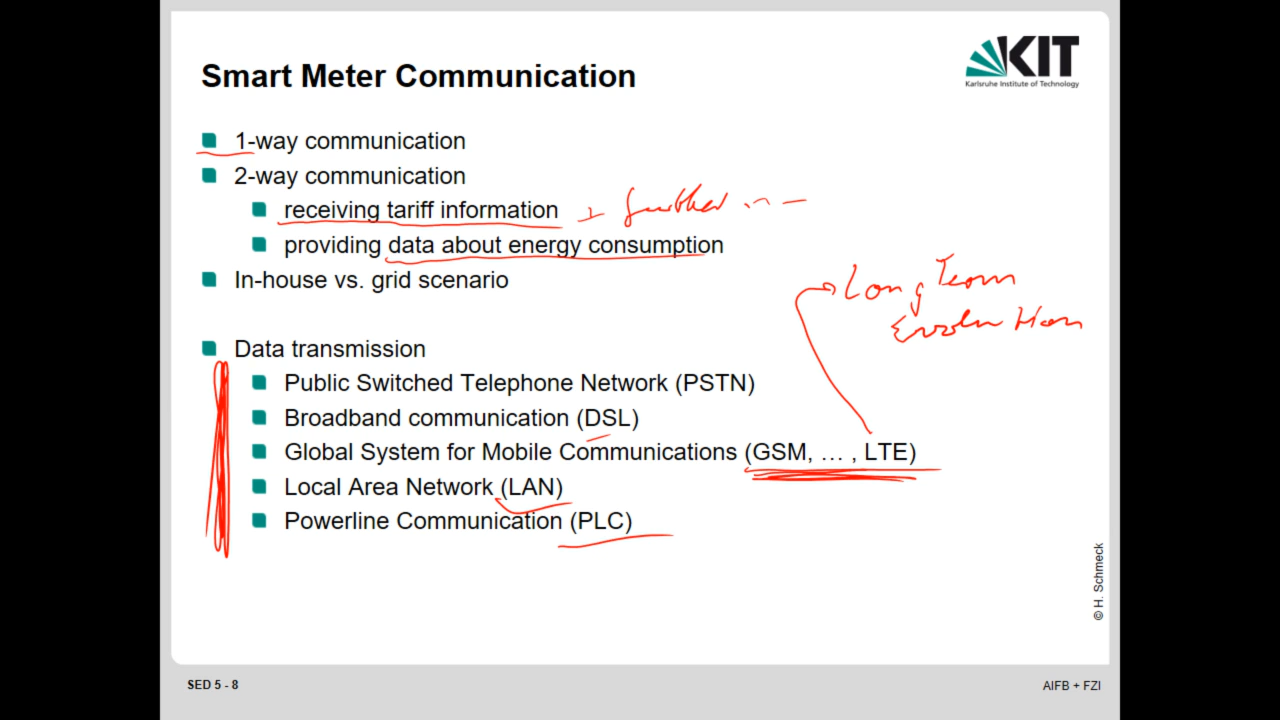 KIT
Karlsruhe Institute of Technology
Smart Meter Communication
1-way communication
2-way communication
receiving tariff information + further
providing data about energy consumption
In-house vs. grid scenario
Long Term
Evolution
Data transmission
Public Switched Telephone Network (PSTN)
Broadband communication (DSL)
Global System for Mobile Communications (GSM, … , LTE)
Local Area Network (LAN)
Powerline Communication (PLC)
© H. Schmeck
SED 5 - 8
AIFB + FZI